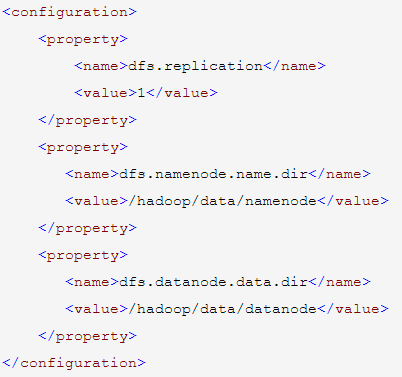 <configuration>
    <property>
        <name>dfs.replication</name>
        <value>1</value>
    </property>
    <property>
       <name>dfs.namenode.name.dir</name>
       <value>/hadoop/data/namenode</value>
    </property>
    <property>
       <name>dfs.datanode.data.dir</name>
       <value>/hadoop/data/datanode</value>
    </property>
</configuration>